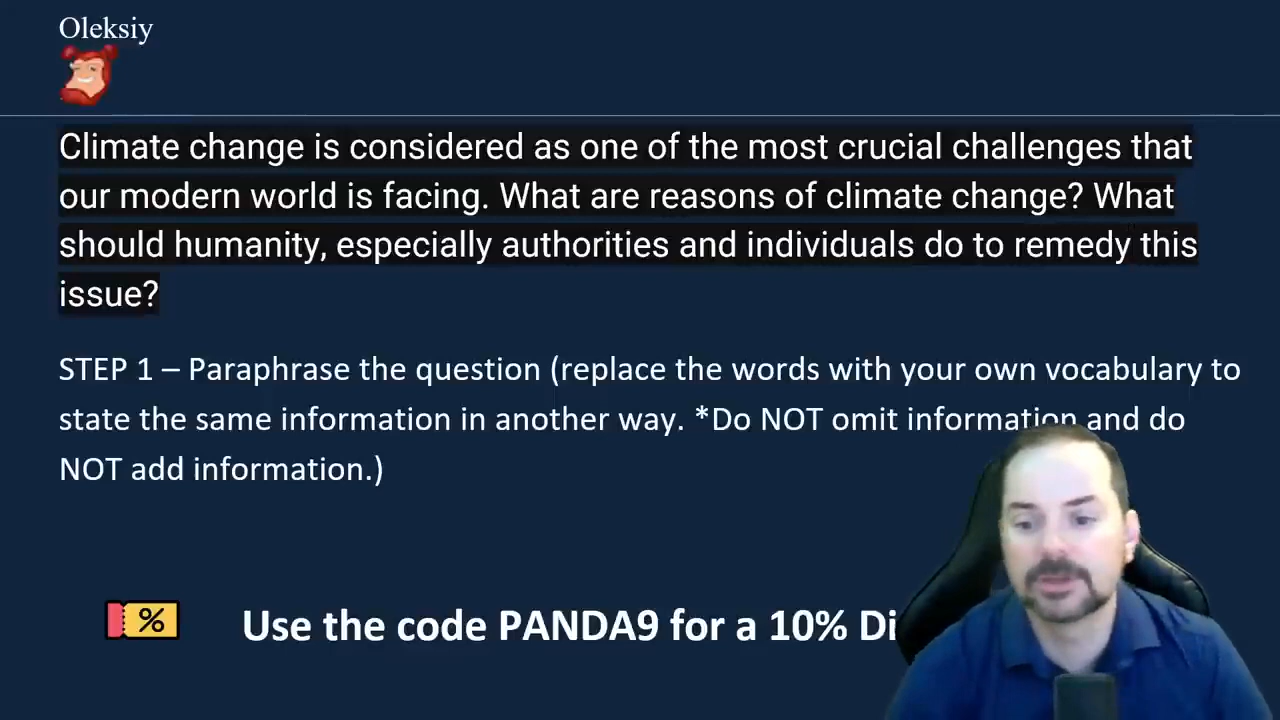 Oleksiy
Climate change is considered as one of the most crucial challenges that
our modern world is facing. What are reasons of climate change? What
should humanity, especially authorities and individuals do to remedy this
issue?
STEP 1 – Paraphrase the question (replace the words with your own vocabulary to
state the same information in another way. *Do NOT omit information and do
NOT add information.)
% Use the code PANDA9 for a 10% Di